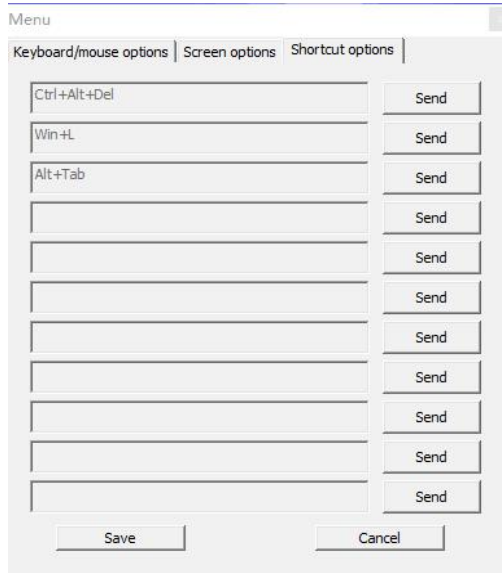 Menu
Keyboard/mouse options Screen options Shortcut options
Ctrl+Alt+Del Send
Win+L Send
Alt+Tab Send
Send
Send
Send
Send
Send
Send
Send
Send
Save Cancel